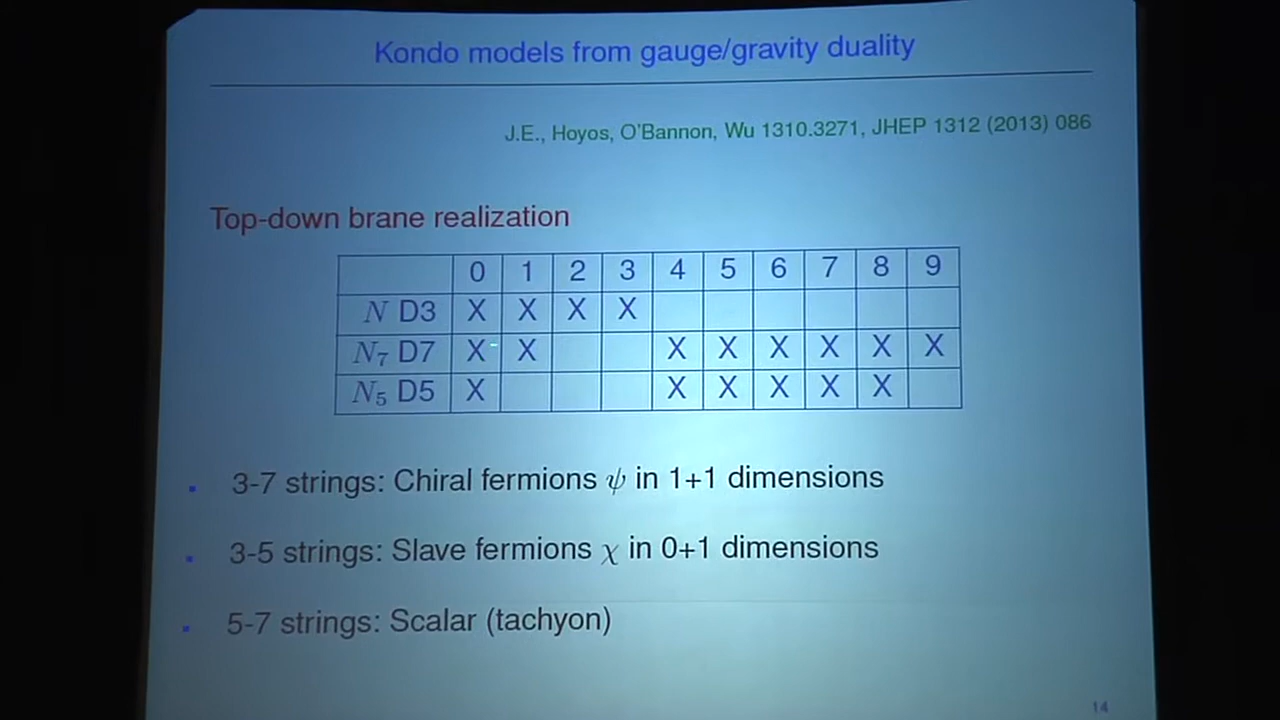 Kondo models from gauge/gravity duality
J.E., Hoyos, O'Bannon, Wu 1310.3271, JHEP 1312 (2013) 086
Top-down brane realization
0 1 2 3 4 5 6 7 8 9
N D3 X X X X
N₇ D7 X X X X X X X X
N₅ D5 X X X X X X
3-7 strings: Chiral fermions ψ in 1+1 dimensions
3-5 strings: Slave fermions χ in 0+1 dimensions
5-7 strings: Scalar (tachyon)
14